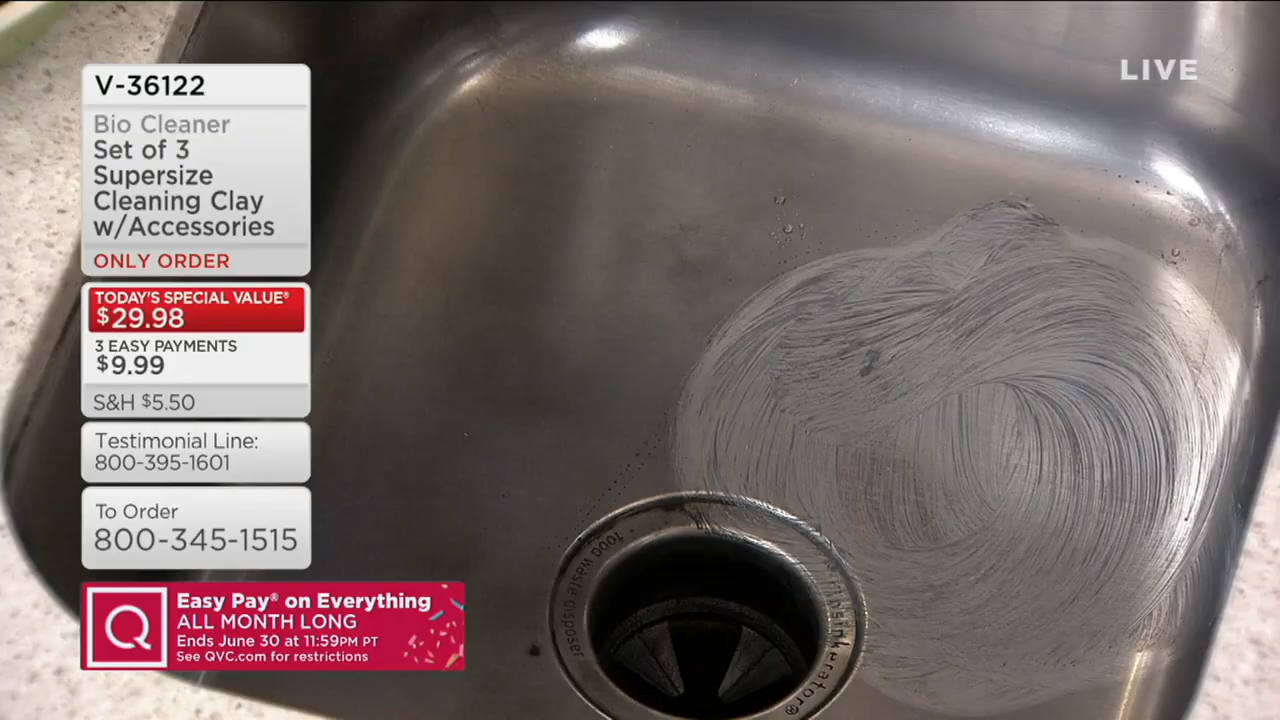 V-36122
LIVE
Bio Cleaner
Set of 3
Supersize
Cleaning Clay
w/Accessories
ONLY ORDER
TODAY'S SPECIAL VALUE®
$29.98
3 EASY PAYMENTS
$9.99
S&H $5.50
Testimonial Line:
800-395-1601
To Order
800-345-1515
Q
Easy Pay® on Everything
ALL MONTH LONG
Ends June 30 at 11:59PM PT
See QVC.com for restrictions
food waste disposer
insinkerator®